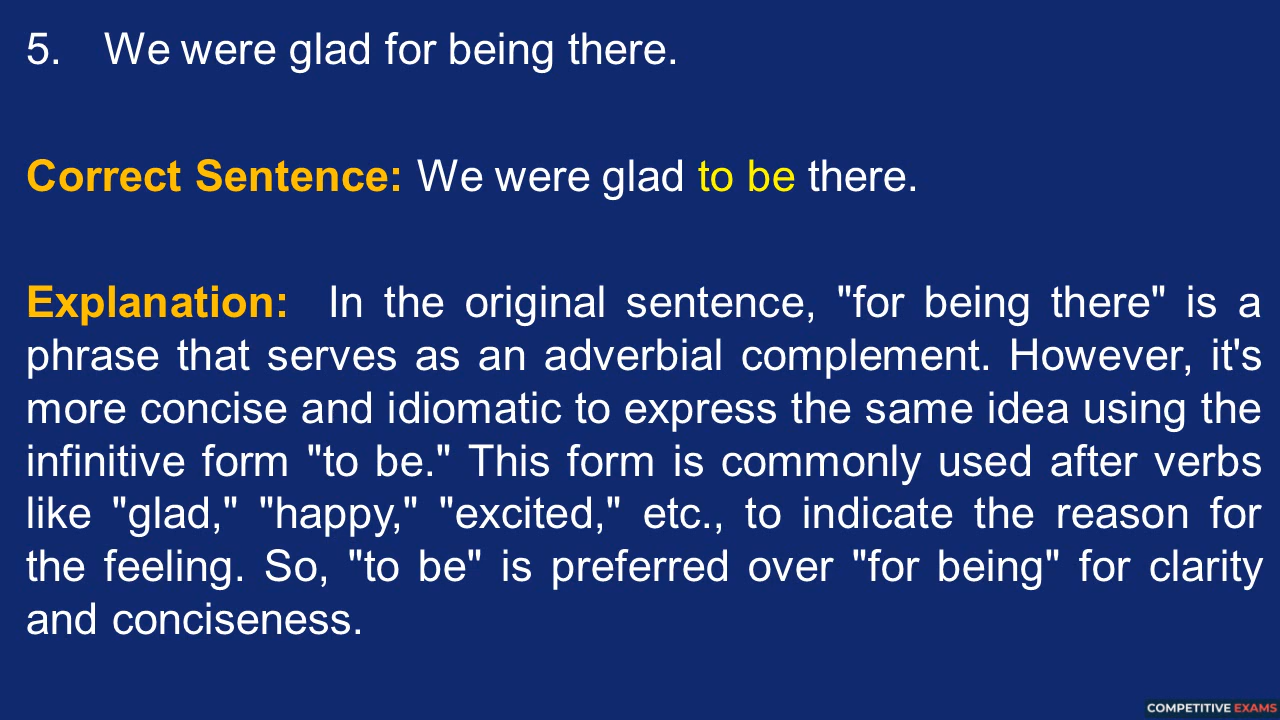 5. We were glad for being there.
Correct Sentence: We were glad to be there.
Explanation: In the original sentence, "for being there" is a
phrase that serves as an adverbial complement. However, it's
more concise and idiomatic to express the same idea using the
infinitive form "to be." This form is commonly used after verbs
like "glad," "happy," "excited," etc., to indicate the reason for
the feeling. So, "to be" is preferred over "for being" for clarity
and conciseness.
COMPETITIVE EXAMS